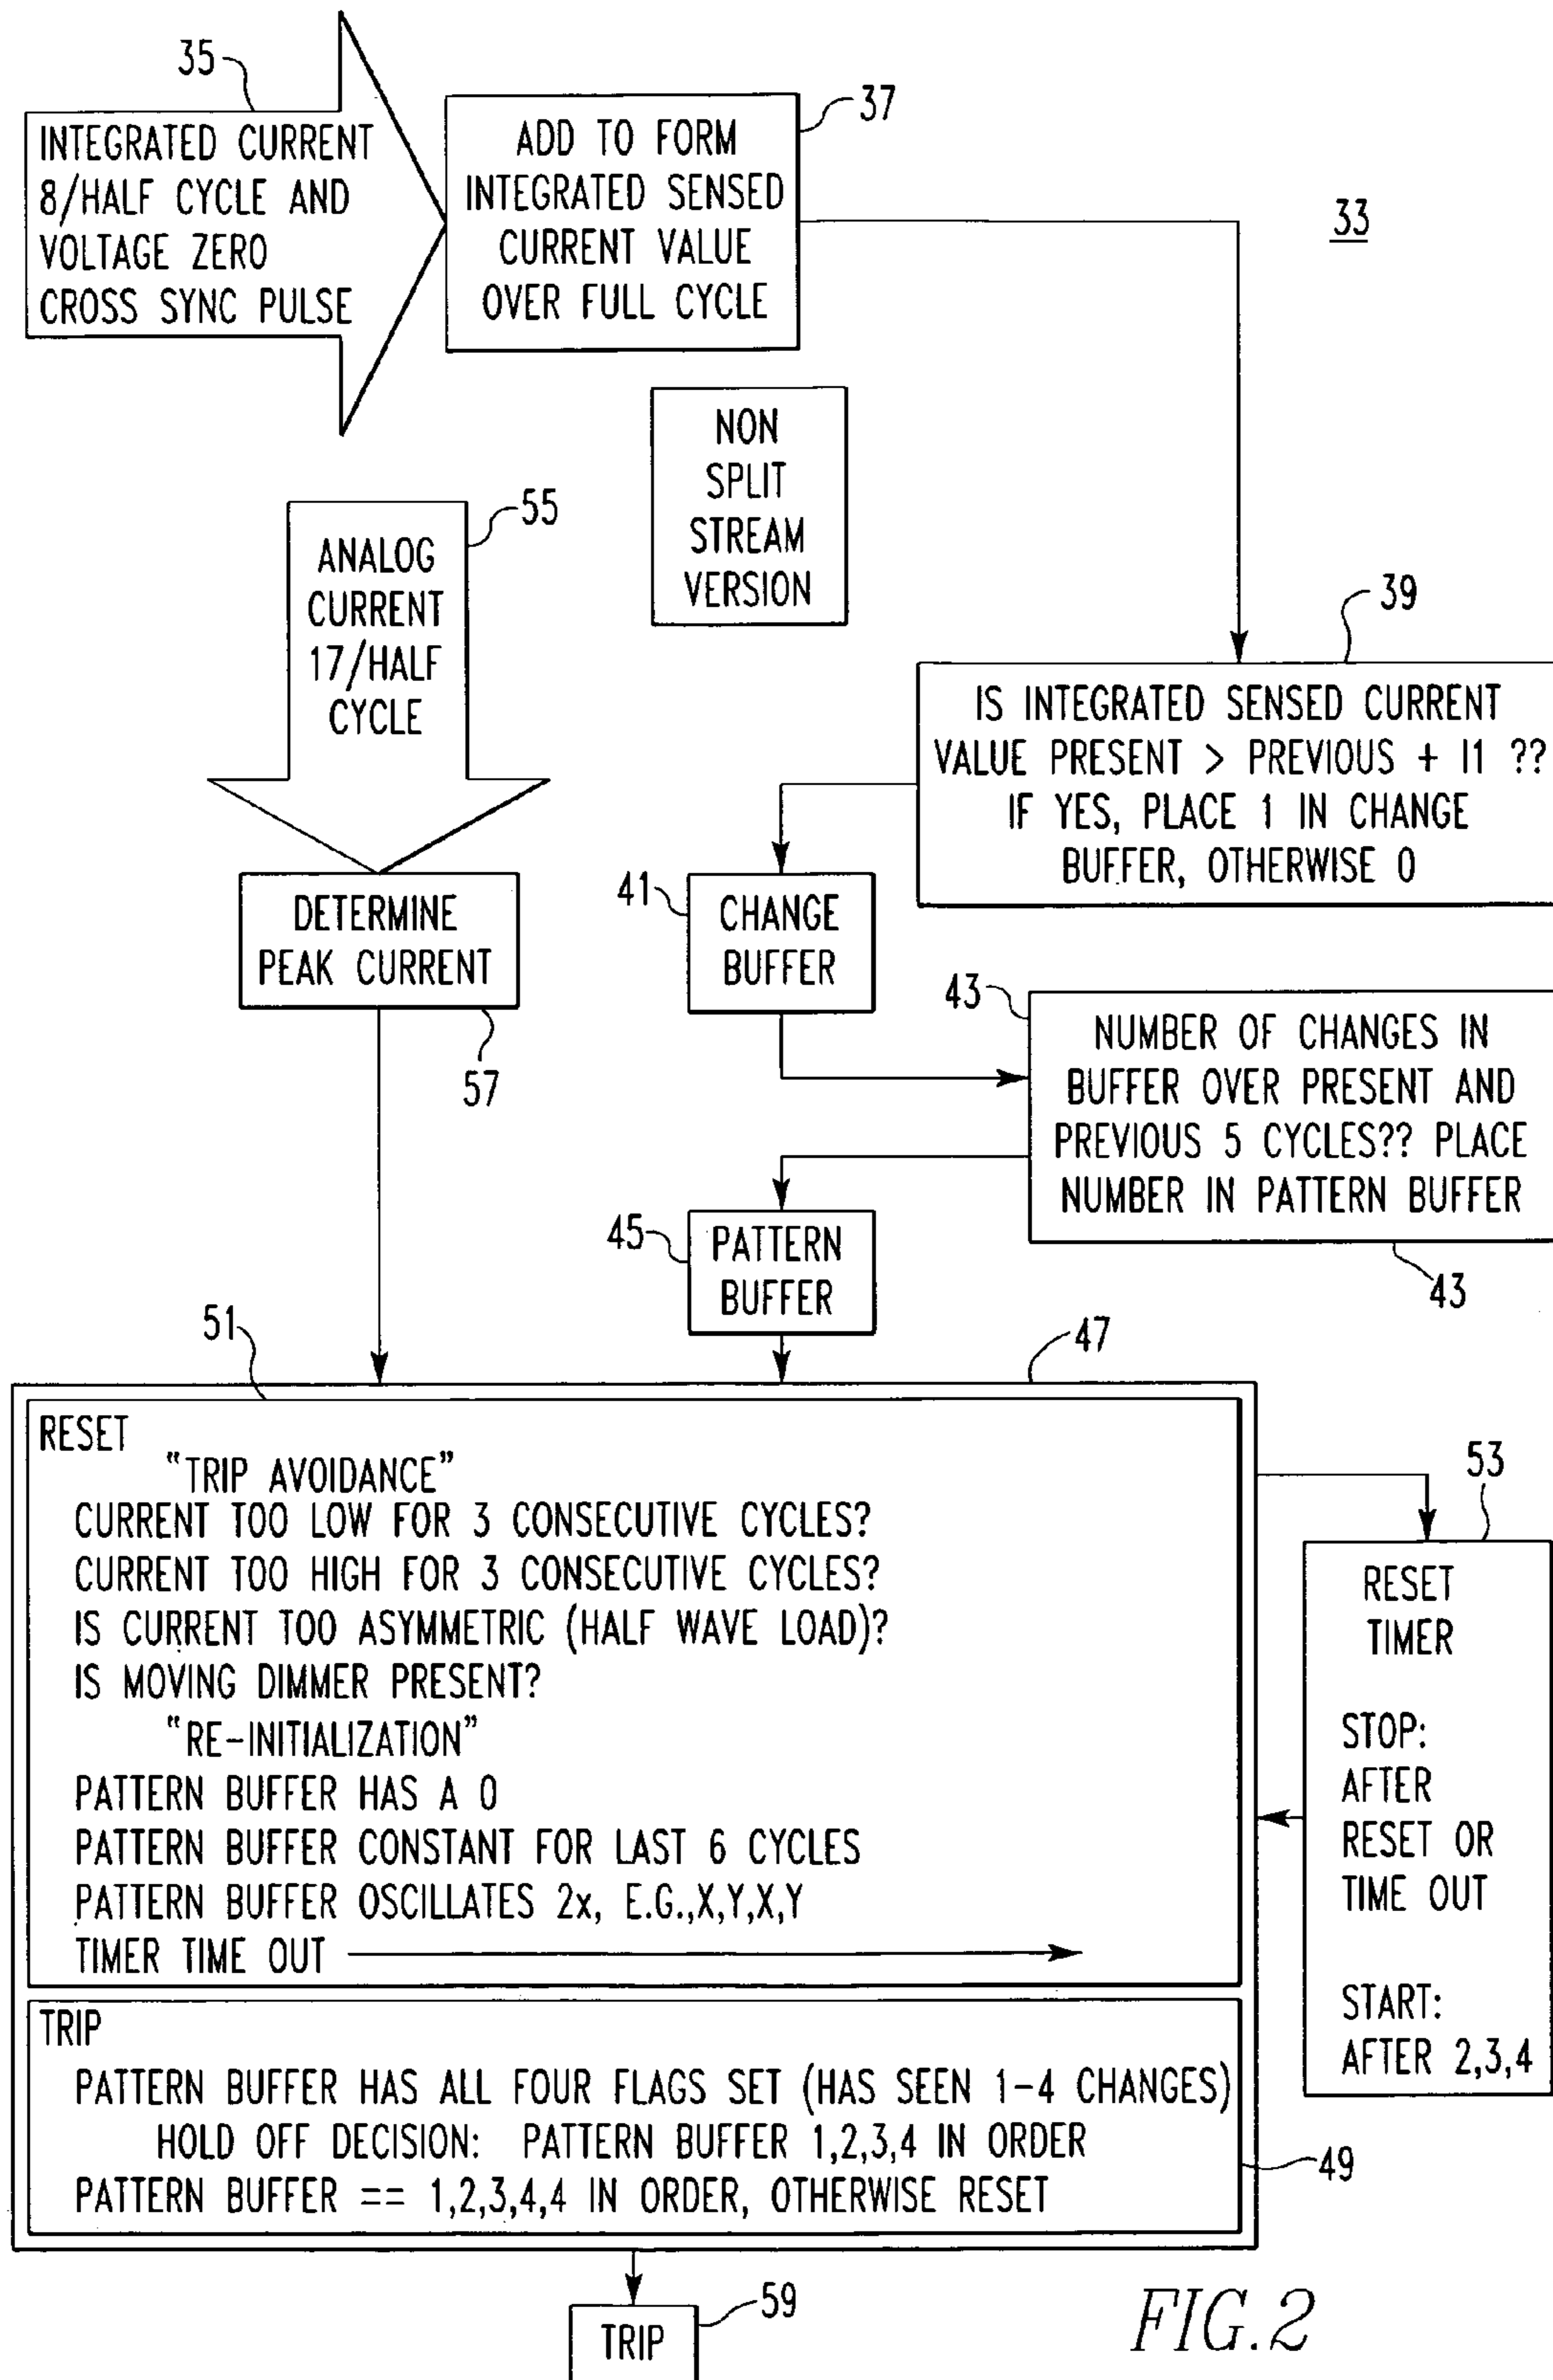 35
INTEGRATED CURRENT
8/HALF CYCLE AND
VOLTAGE ZERO
CROSS SYNC PULSE
37
ADD TO FORM
INTEGRATED SENSED
CURRENT VALUE
OVER FULL CYCLE
33
NON
SPLIT
STREAM
VERSION
55
ANALOG
CURRENT
17/HALF
CYCLE
39
IS INTEGRATED SENSED CURRENT
VALUE PRESENT > PREVIOUS + I1 ??
IF YES, PLACE 1 IN CHANGE
BUFFER, OTHERWISE 0
DETERMINE
PEAK CURRENT
57
41
CHANGE
BUFFER
43
NUMBER OF CHANGES IN
BUFFER OVER PRESENT AND
PREVIOUS 5 CYCLES?? PLACE
NUMBER IN PATTERN BUFFER
43
45
PATTERN
BUFFER
51
47
RESET
"TRIP AVOIDANCE"
CURRENT TOO LOW FOR 3 CONSECUTIVE CYCLES?
CURRENT TOO HIGH FOR 3 CONSECUTIVE CYCLES?
IS CURRENT TOO ASYMMETRIC (HALF WAVE LOAD)?
IS MOVING DIMMER PRESENT?
"RE-INITIALIZATION"
PATTERN BUFFER HAS A 0
PATTERN BUFFER CONSTANT FOR LAST 6 CYCLES
PATTERN BUFFER OSCILLATES 2x, E.G.,X,Y,X,Y
TIMER TIME OUT
53
RESET
TIMER
STOP:
AFTER
RESET OR
TIME OUT
START:
AFTER 2,3,4
TRIP
PATTERN BUFFER HAS ALL FOUR FLAGS SET (HAS SEEN 1-4 CHANGES)
HOLD OFF DECISION: PATTERN BUFFER 1,2,3,4 IN ORDER
PATTERN BUFFER == 1,2,3,4,4 IN ORDER, OTHERWISE RESET
49
59
TRIP
FIG.2